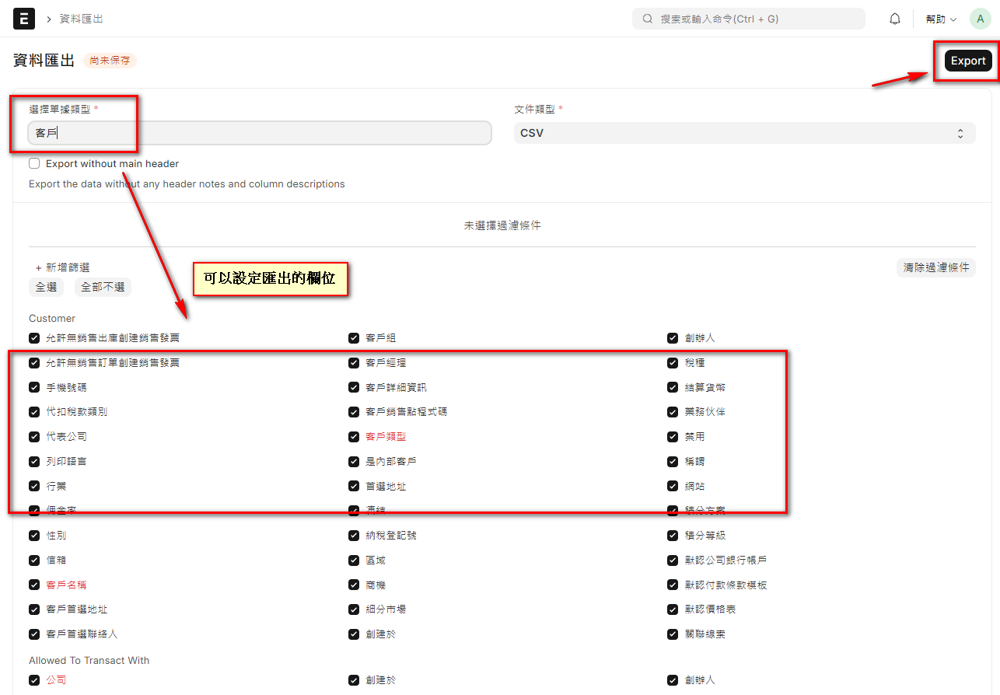 E
資料匯出
搜索或輸入命令(Ctrl + G)
幫助
A
資料匯出
尚未保存
Export
選擇單據類型 *
客戶
文件類型 *
CSV
Export without main header
Export the data without any header notes and column descriptions
未選擇過濾條件
+ 新增篩選
清除過濾條件
全選
全部不選
可以設定匯出的欄位
Customer
允許無銷售出庫創建銷售發票
客戶組
創辦人
允許無銷售訂單創建銷售發票
客戶經理
稅種
手機號碼
客戶詳細資訊
結算貨幣
代扣稅款類別
客戶銷售點程式碼
業務伙伴
代表公司
客戶類型
禁用
列印語言
是內部客戶
稱謂
行業
首選地址
網站
佣金率
凍結
積分方案
性別
納稅登記號
積分等級
信箱
區域
默認公司銀行帳戶
客戶名稱
商機
默認付款條款模板
客戶首選地址
細分市場
默認價格表
客戶首選聯絡人
創建於
關聯線索
Allowed To Transact With
公司
創建於
創辦人